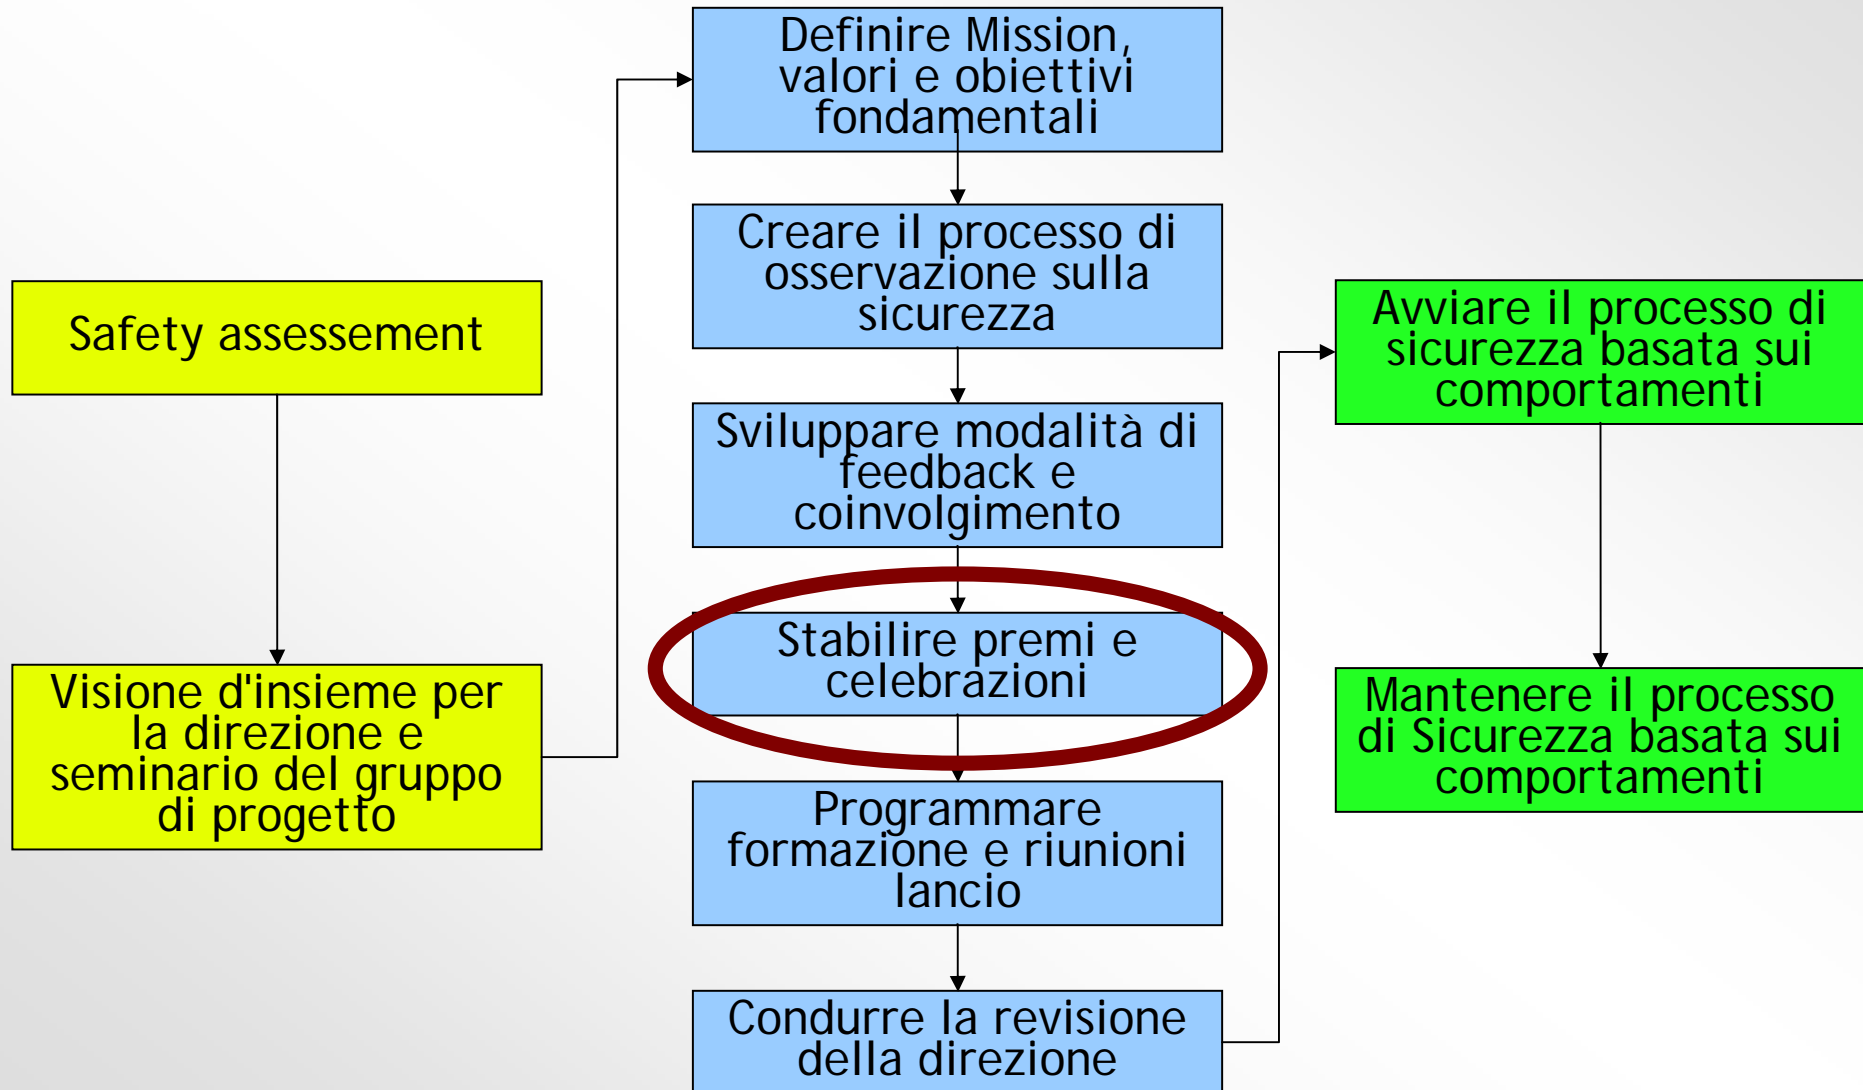 Safety assessement
Visione d'insieme per
la direzione e
seminario del gruppo
di progetto
Definire Mission,
valori e obiettivi
fondamentali
Creare il processo di
osservazione sulla
sicurezza
Sviluppare modalità di
feedback e
coinvolgimento
Stabilire premi e
celebrazioni
Programmare
formazione e riunioni
lancio
Condurre la revisione
della direzione
Avviare il processo di
sicurezza basata sui
comportamenti
Mantenere il processo
di Sicurezza basata sui
comportamenti